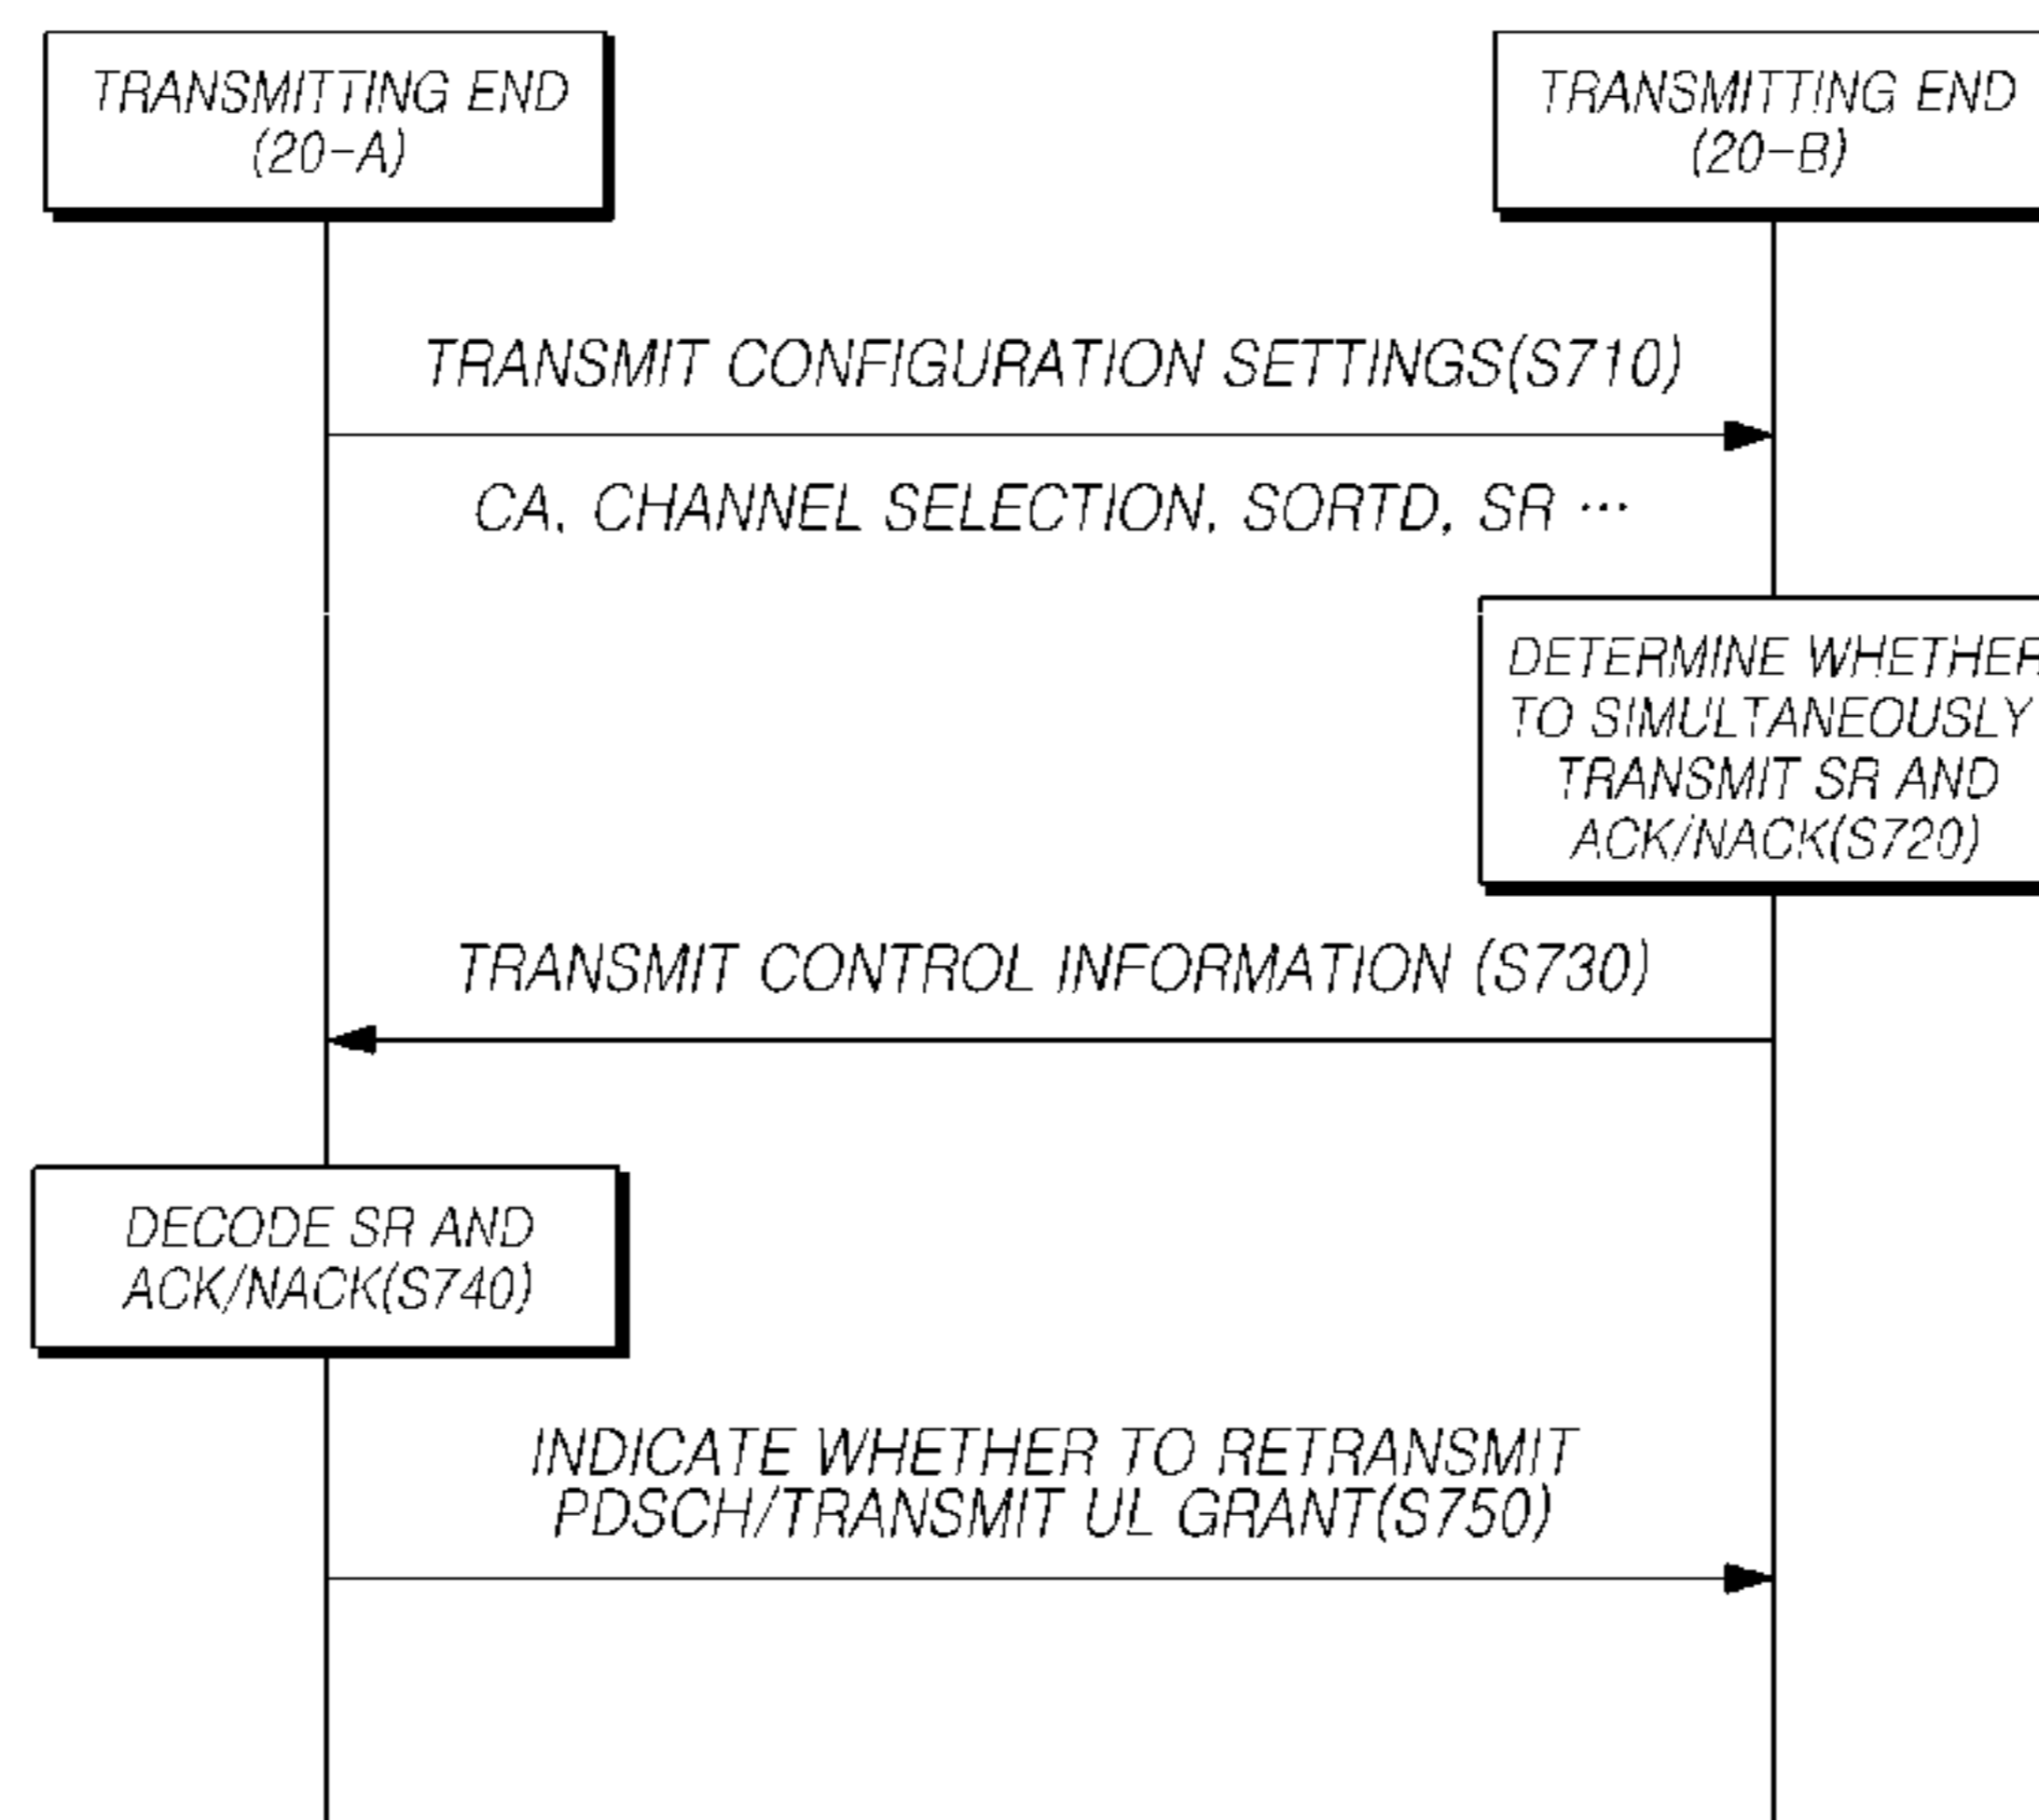 TRANSMITTING END
(20-A)
TRANSMITTING END
(20-B)
TRANSMIT CONFIGURATION SETTINGS(S710)
CA, CHANNEL SELECTION, SORTD, SR ···
DETERMINE WHETHER
TO SIMULTANEOUSLY
TRANSMIT SR AND
ACK/NACK(S720)
TRANSMIT CONTROL INFORMATION (S730)
DECODE SR AND
ACK/NACK(S740)
INDICATE WHETHER TO RETRANSMIT
PDSCH/TRANSMIT UL GRANT(S750)